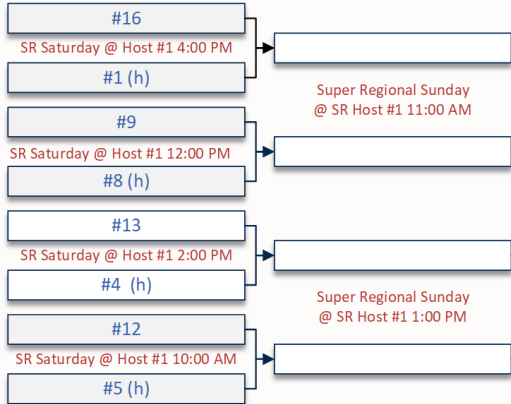 #16
SR Saturday @ Host #1 4:00 PM
#1 (h)
Super Regional Sunday
@ SR Host #1 11:00 AM
#9
SR Saturday @ Host #1 12:00 PM
#8 (h)
#13
SR Saturday @ Host #1 2:00 PM
#4 (h)
Super Regional Sunday
@ SR Host #1 1:00 PM
#12
SR Saturday @ Host #1 10:00 AM
#5 (h)